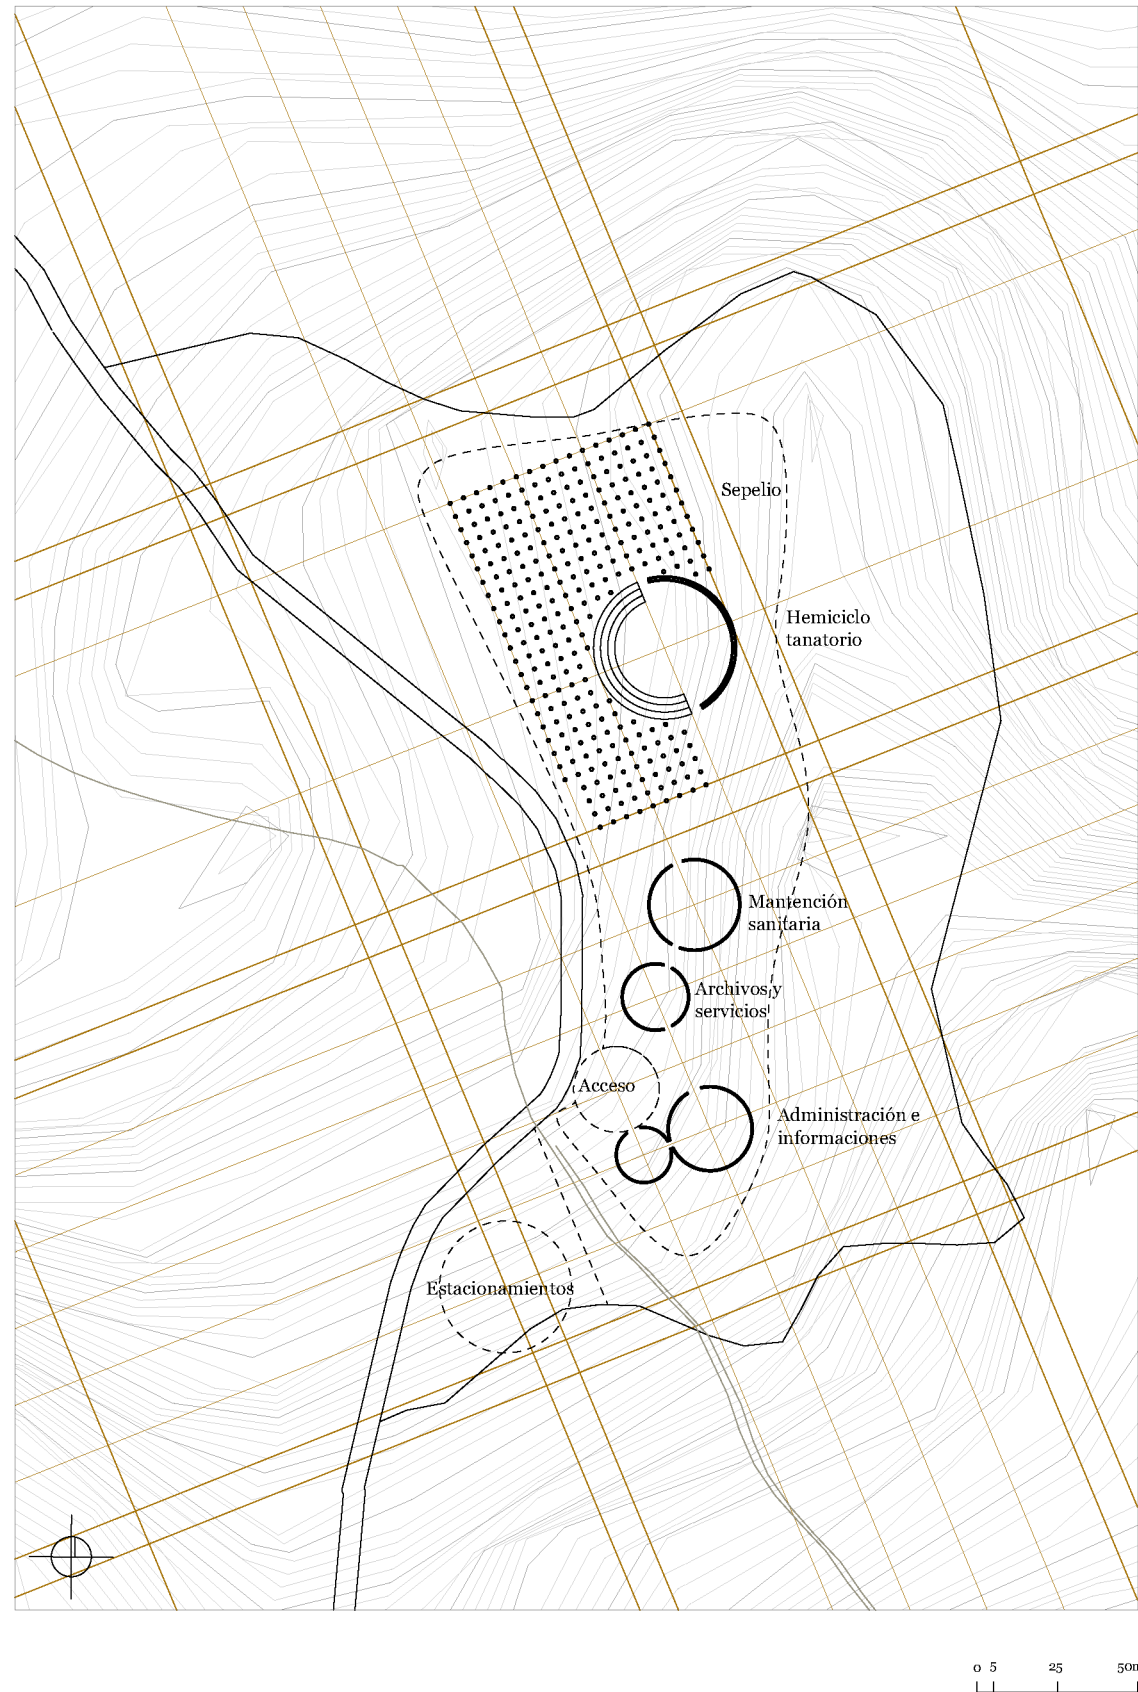 Sepelio
Hemiciclo
tanatorio
Mantención
sanitaria
Archivos y
servicios
Acceso
Administración e
informaciones
Estacionamientos
0 5 25 50m